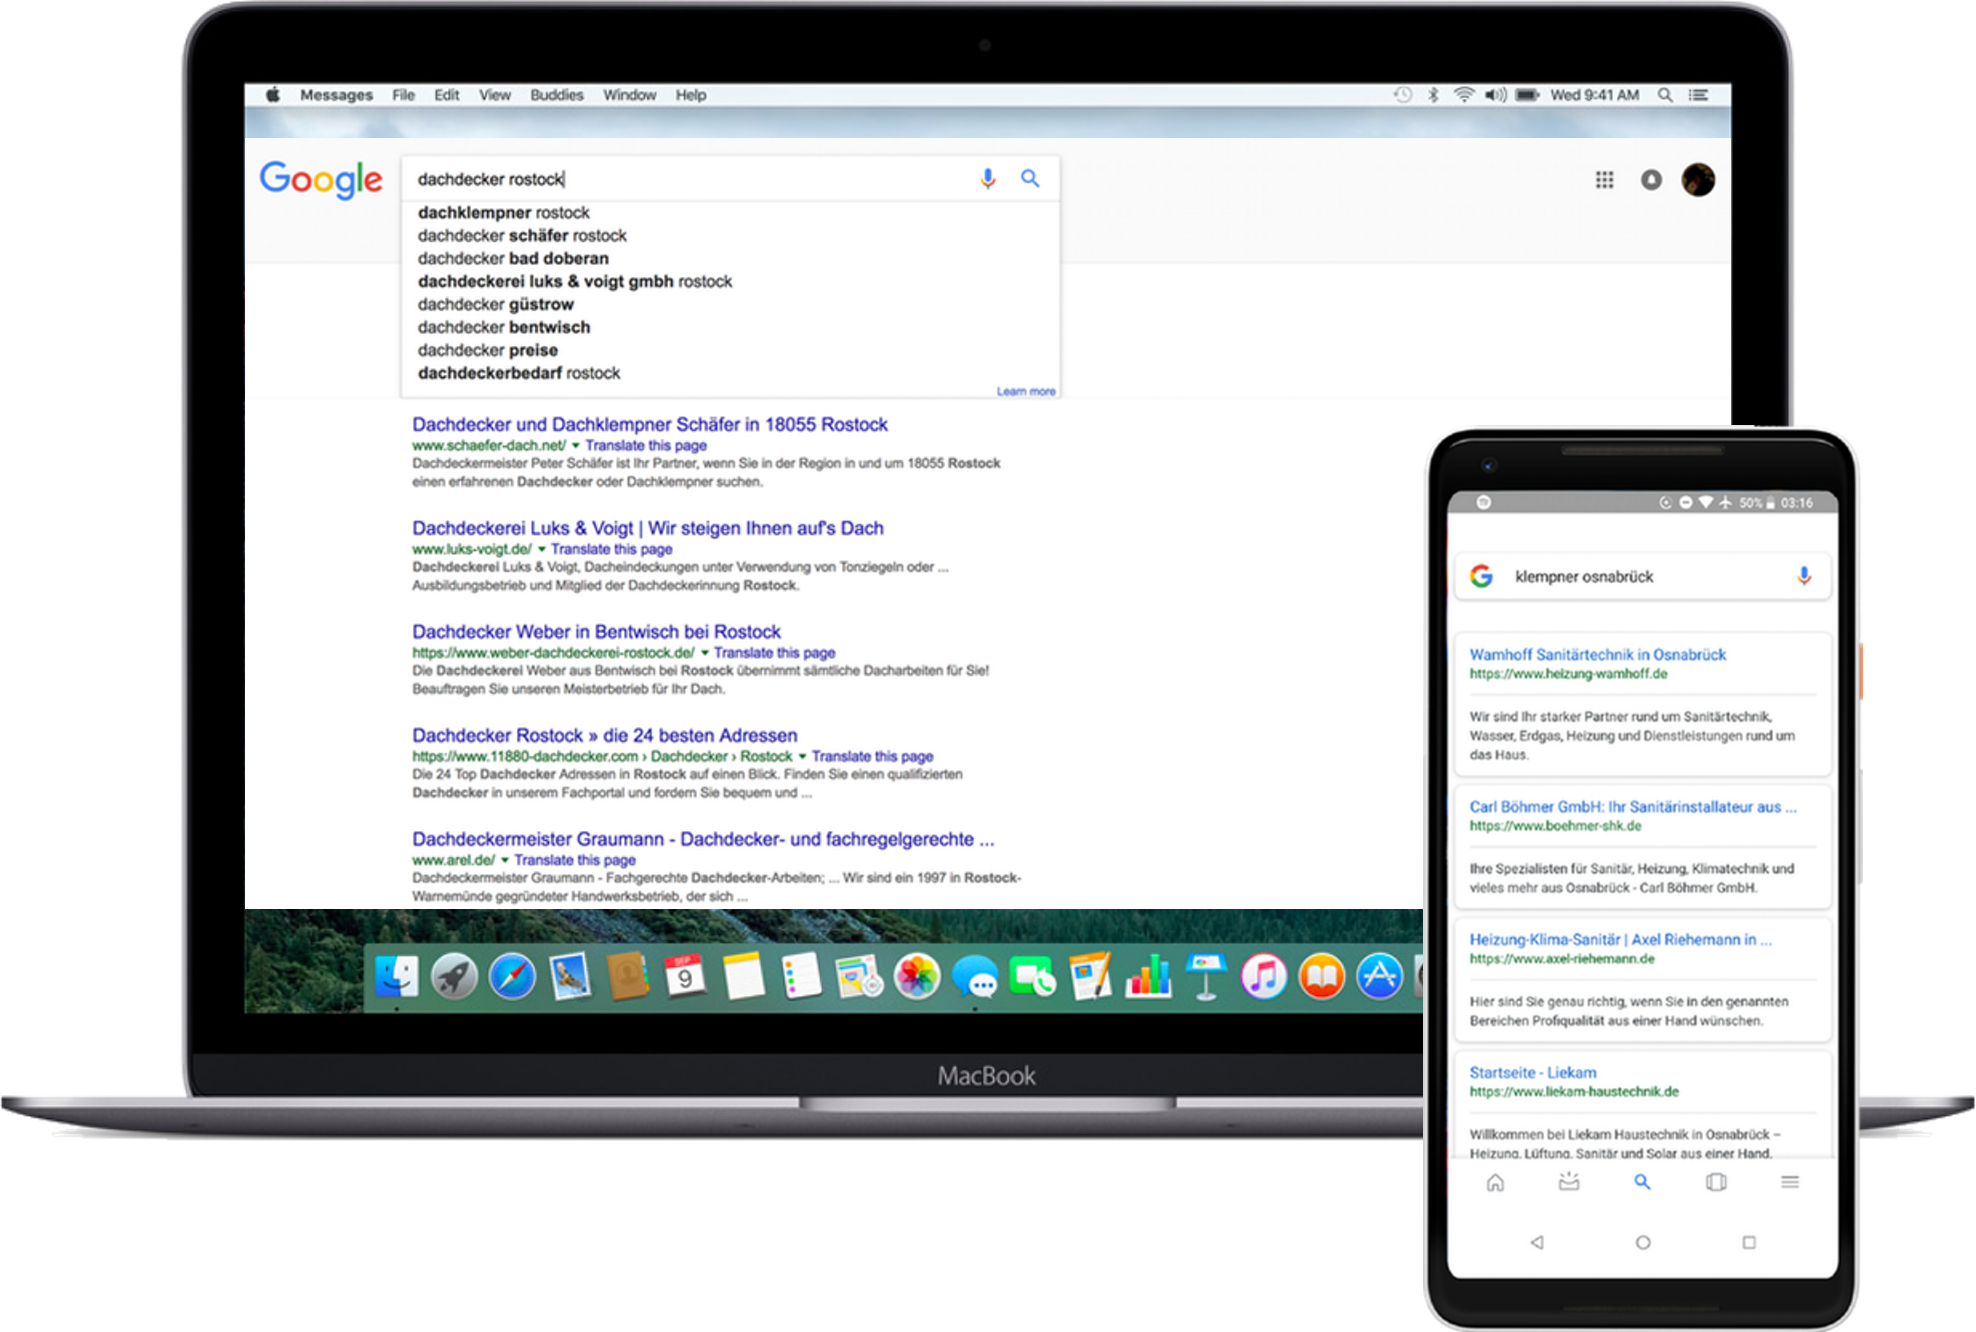 Messages File Edit View Buddies Window Help
Wed 9:41 AM
Google
dachdecker rostock
dachklempner rostock
dachdecker schäfer rostock
dachdecker bad doberan
dachdeckerei luks & voigt gmbh rostock
dachdecker güstrow
dachdecker bentwisch
dachdecker preise
dachdeckerbedarf rostock
Learn more
Dachdecker und Dachklempner Schäfer in 18055 Rostock
www.schaefer-dach.net/ Translate this page
Dachdeckermeister Peter Schäfer ist Ihr Partner, wenn Sie in der Region in und um 18055 Rostock
einen erfahrenen Dachdecker oder Dachklempner suchen.
Dachdeckerei Luks & Voigt | Wir steigen Ihnen auf's Dach
www.luks-voigt.de/ Translate this page
Dachdeckerei Luks & Voigt, Dacheindeckungen unter Verwendung von Tonziegeln oder ...
Ausbildungsbetrieb und Mitglied der Dachdeckerinnung Rostock.
Dachdecker Weber in Bentwisch bei Rostock
https://www.weber-dachdeckerei-rostock.de/ Translate this page
Die Dachdeckerei Weber aus Bentwisch bei Rostock übernimmt sämtliche Dacharbeiten für Sie!
Beauftragen Sie unseren Meisterbetrieb für Ihr Dach.
Dachdecker Rostock » die 24 besten Adressen
https://www.11880-dachdecker.com › Dachdecker › Rostock Translate this page
Die 24 Top Dachdecker Adressen in Rostock auf einen Blick. Finden Sie einen qualifizierten
Dachdecker in unserem Fachportal und fordern Sie bequem und ...
Dachdeckermeister Graumann - Dachdecker- und fachregelgerechte ...
www.arel.de/ Translate this page
Dachdeckermeister Graumann - Fachgerechte Dachdecker-Arbeiten; ... Wir sind ein 1997 in Rostock-
Warnemünde gegründeter Handwerksbetrieb, der sich ...
SEP
9
MacBook
50% 03:16
klempner osnabrück
Wamhoff Sanitärtechnik in Osnabrück
https://www.heizung-wamhoff.de
Wir sind Ihr starker Partner rund um Sanitärtechnik,
Wasser, Erdgas, Heizung und Dienstleistungen rund um
das Haus.
Carl Böhmer GmbH: Ihr Sanitärinstallateur aus ...
https://www.boehmer-shk.de
Ihre Spezialisten für Sanitär, Heizung, Klimatechnik und
vieles mehr aus Osnabrück - Carl Böhmer GmbH.
Heizung-Klima-Sanitär | Axel Riehemann in ...
https://www.axel-riehemann.de
Hier sind Sie genau richtig, wenn Sie in den genannten
Bereichen Profiqualität aus einer Hand wünschen.
Startseite - Liekam
https://www.liekam-haustechnik.de
Willkommen bei Liekam Haustechnik in Osnabrück –
Heizung, Lüftung, Sanitär und Solar aus einer Hand.